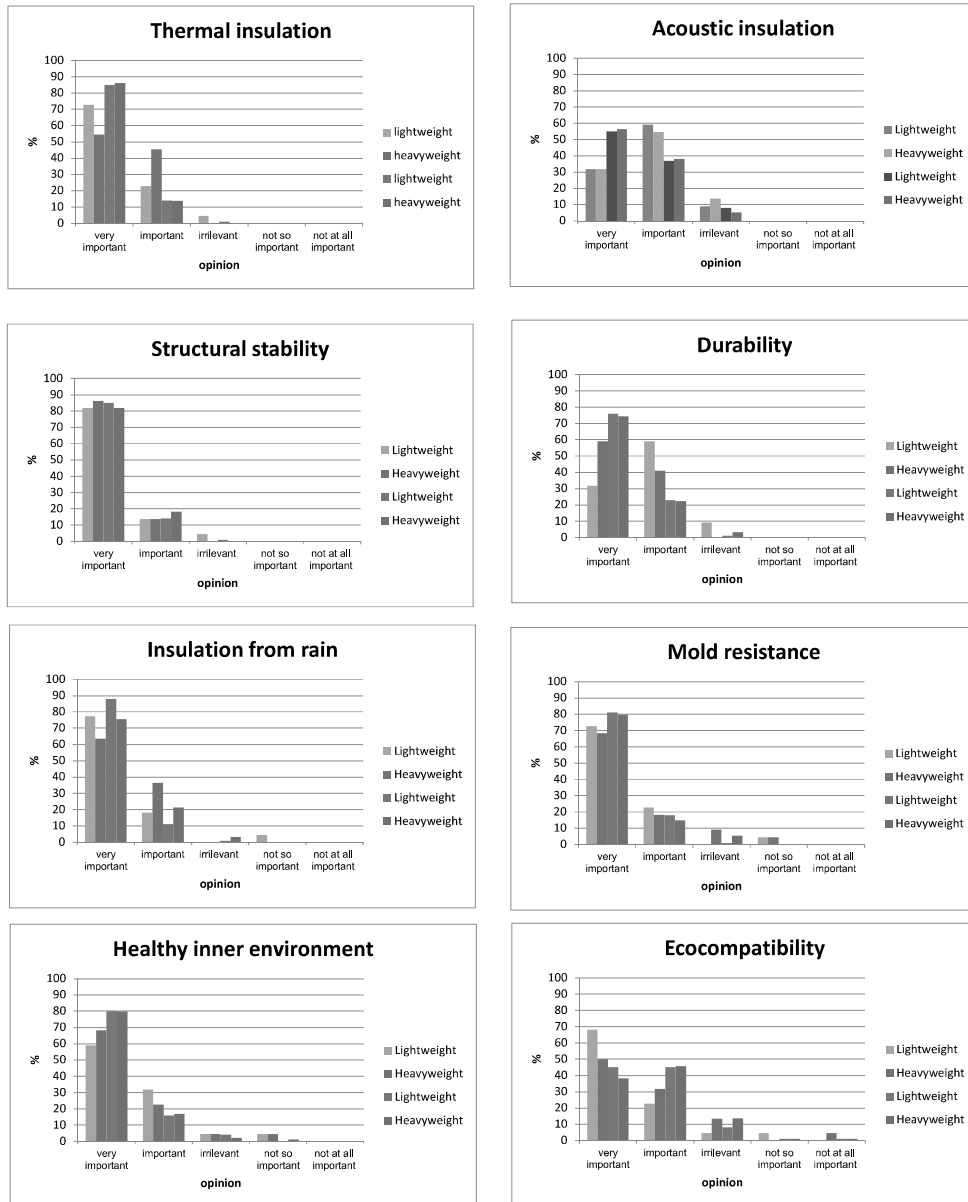 Thermal insulation
100
90
80
70
60
50
40
30
20
10
0
%
very important
important
irrilevant
not so important
not at all important
opinion
lightweight
heavyweight
lightweight
heavyweight
Acoustic insulation
100
90
80
70
60
50
40
30
20
10
0
%
very important
important
irrilevant
not so important
not at all important
opinion
Lightweight
Heavyweight
Lightweight
Heavyweight
Structural stability
100
90
80
70
60
50
40
30
20
10
0
%
very important
important
irrilevant
not so important
not at all important
opinion
Lightweight
Heavyweight
Lightweight
Heavyweight
Durability
100
90
80
70
60
50
40
30
20
10
0
%
very important
important
irrilevant
not so important
not at all important
opinion
Lightweight
Heavyweight
Lightweight
Heavyweight
Insulation from rain
100
90
80
70
60
50
40
30
20
10
0
%
very important
important
irrilevant
not so important
not at all important
opinion
Lightweight
Heavyweight
Lightweight
Heavyweight
Mold resistance
100
90
80
70
60
50
40
30
20
10
0
%
very important
important
irrilevant
not so important
not at all important
opinion
Lightweight
Heavyweight
Lightweight
Heavyweight
Healthy inner environment
100
90
80
70
60
50
40
30
20
10
0
%
very important
important
irrilevant
not so important
not at all important
opinion
Lightweight
Heavyweight
Lightweight
Heavyweight
Ecocompatibility
100
90
80
70
60
50
40
30
20
10
0
%
very important
important
irrilevant
not so important
not at all important
opinion
Lightweight
Heavyweight
Lightweight
Heavyweight